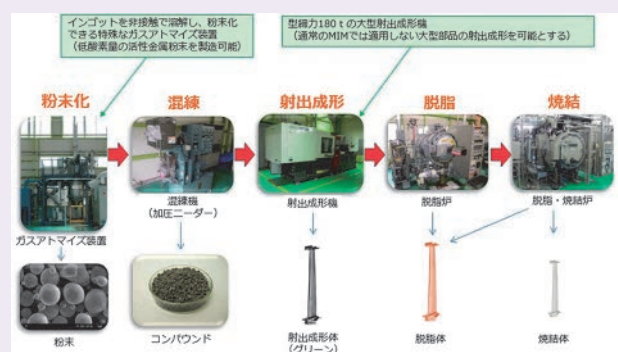 インゴットを非接触で溶解し、粉末化
できる特殊なガスアトマイズ装置
（低酸素量の活性金属粉末を製造可能）
型締力180ｔの大型射出成形機
（通常のMIMでは適用しない大型部品の射出成形を可能とする）
粉末化
混練
射出成形
脱脂
焼結
ガスアトマイズ装置
混練機
（加圧ニーダー）
射出成形機
脱脂炉
脱脂・焼結炉
粉末
コンパウンド
射出成形体
（グリーン）
脱脂体
焼結体